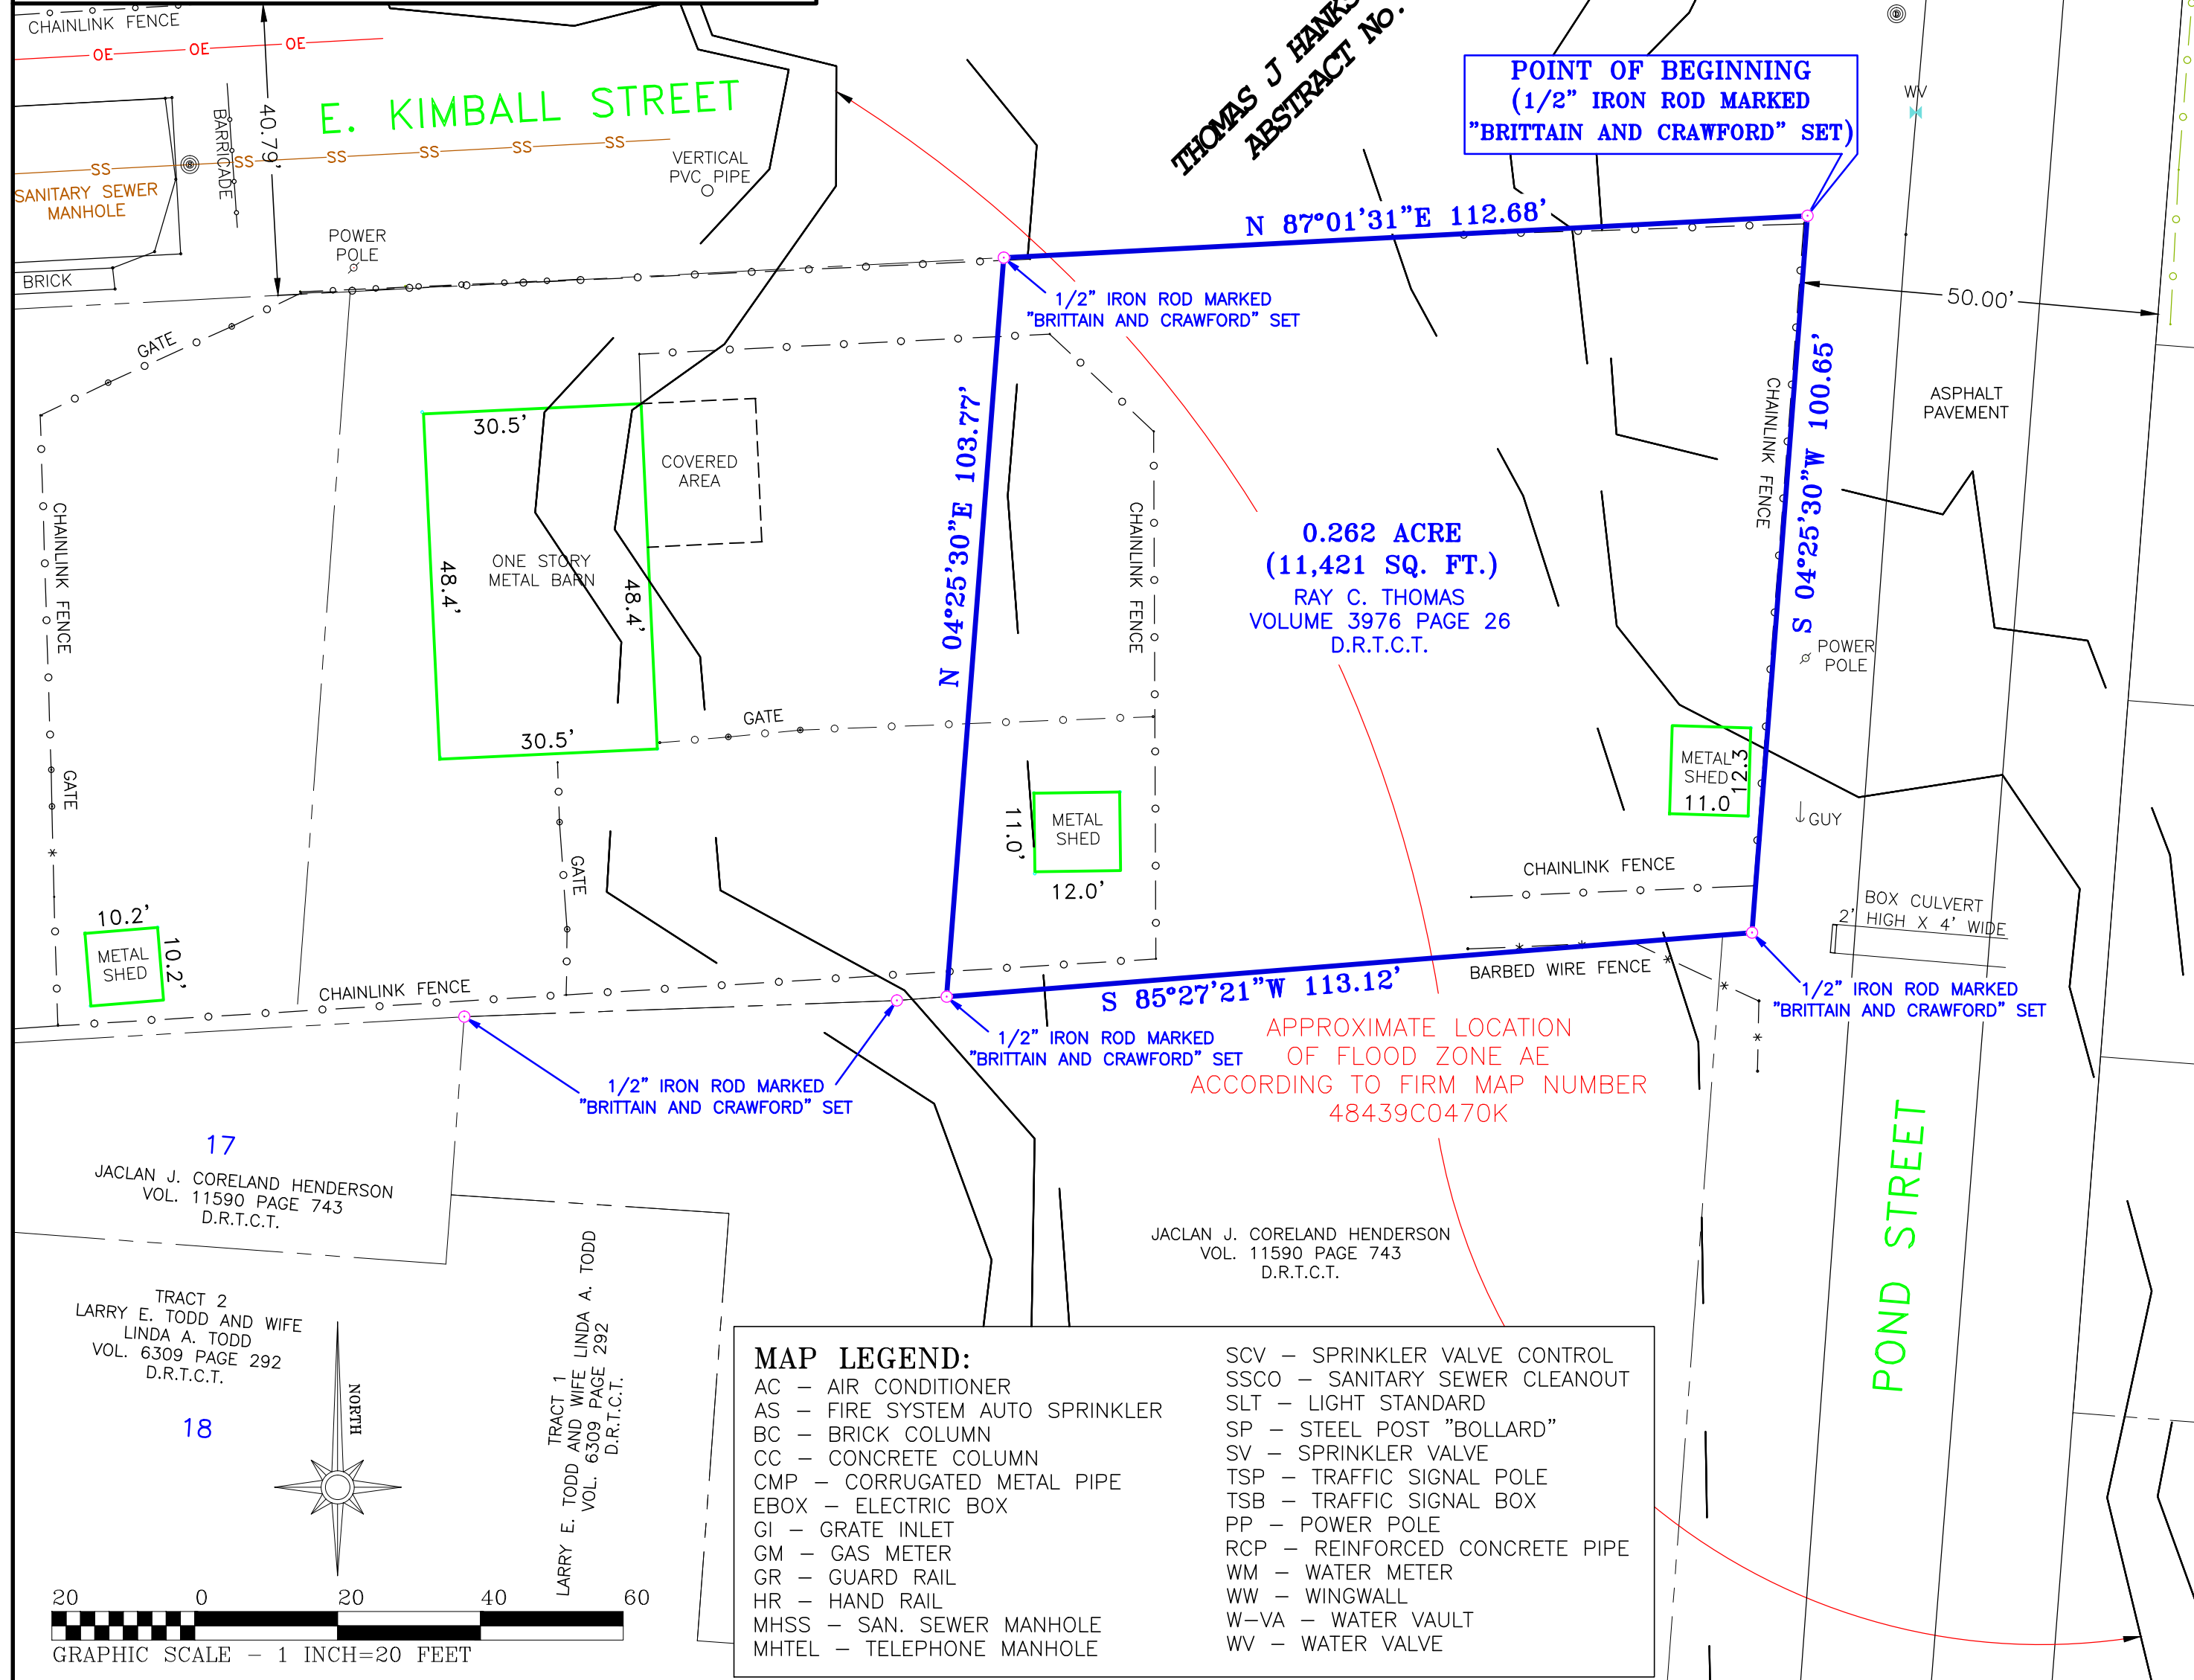 CHAINLINK FENCE
OE OE OE
40.79'
BARRICADE
E. KIMBALL STREET
SS SS SS SS SS SS
SANITARY SEWER
MANHOLE
VERTICAL
PVC PIPE
POWER
POLE
BRICK
THOMAS J HANKS
ABSTRACT No.
POINT OF BEGINNING
(1/2" IRON ROD MARKED
"BRITTAIN AND CRAWFORD" SET)
WV
N 87°01'31"E 112.68'
1/2" IRON ROD MARKED
"BRITTAIN AND CRAWFORD" SET
50.00'
GATE
30.5'
COVERED
AREA
ONE STORY
METAL BARN
48.4'
48.4'
30.5'
CHAINLINK FENCE
GATE
N 04°25'30"E 103.77'
CHAINLINK FENCE
0.262 ACRE
(11,421 SQ. FT.)
RAY C. THOMAS
VOLUME 3976 PAGE 26
D.R.T.C.T.
CHAINLINK FENCE
S 04°25'30"W 100.65'
ASPHALT
PAVEMENT
POWER
POLE
GATE
METAL
SHED
12.3
11.0
GUY
METAL
SHED
11.0'
12.0'
GATE
CHAINLINK FENCE
BOX CULVERT
2' HIGH X 4' WIDE
10.2'
METAL
SHED
10.2'
CHAINLINK FENCE
BARBED WIRE FENCE
S 85°27'21"W 113.12'
1/2" IRON ROD MARKED
"BRITTAIN AND CRAWFORD" SET
1/2" IRON ROD MARKED
"BRITTAIN AND CRAWFORD" SET
1/2" IRON ROD MARKED
"BRITTAIN AND CRAWFORD" SET
APPROXIMATE LOCATION
OF FLOOD ZONE AE
ACCORDING TO FIRM MAP NUMBER
48439C0470K
17
JACLAN J. CORELAND HENDERSON
VOL. 11590 PAGE 743
D.R.T.C.T.
JACLAN J. CORELAND HENDERSON
VOL. 11590 PAGE 743
D.R.T.C.T.
POND STREET
TRACT 2
LARRY E. TODD AND WIFE
LINDA A. TODD
VOL. 6309 PAGE 292
D.R.T.C.T.
18
TRACT 1
LARRY E. TODD AND WIFE LINDA A. TODD
VOL. 6309 PAGE 292
D.R.T.C.T.
NORTH
20 0 20 40 60
GRAPHIC SCALE – 1 INCH=20 FEET
MAP LEGEND:
AC – AIR CONDITIONER
AS – FIRE SYSTEM AUTO SPRINKLER
BC – BRICK COLUMN
CC – CONCRETE COLUMN
CMP – CORRUGATED METAL PIPE
EBOX – ELECTRIC BOX
GI – GRATE INLET
GM – GAS METER
GR – GUARD RAIL
HR – HAND RAIL
MHSS – SAN. SEWER MANHOLE
MHTEL – TELEPHONE MANHOLE
SCV – SPRINKLER VALVE CONTROL
SSCO – SANITARY SEWER CLEANOUT
SLT – LIGHT STANDARD
SP – STEEL POST "BOLLARD"
SV – SPRINKLER VALVE
TSP – TRAFFIC SIGNAL POLE
TSB – TRAFFIC SIGNAL BOX
PP – POWER POLE
RCP – REINFORCED CONCRETE PIPE
WM – WATER METER
WW – WINGWALL
W–VA – WATER VAULT
WV – WATER VALVE